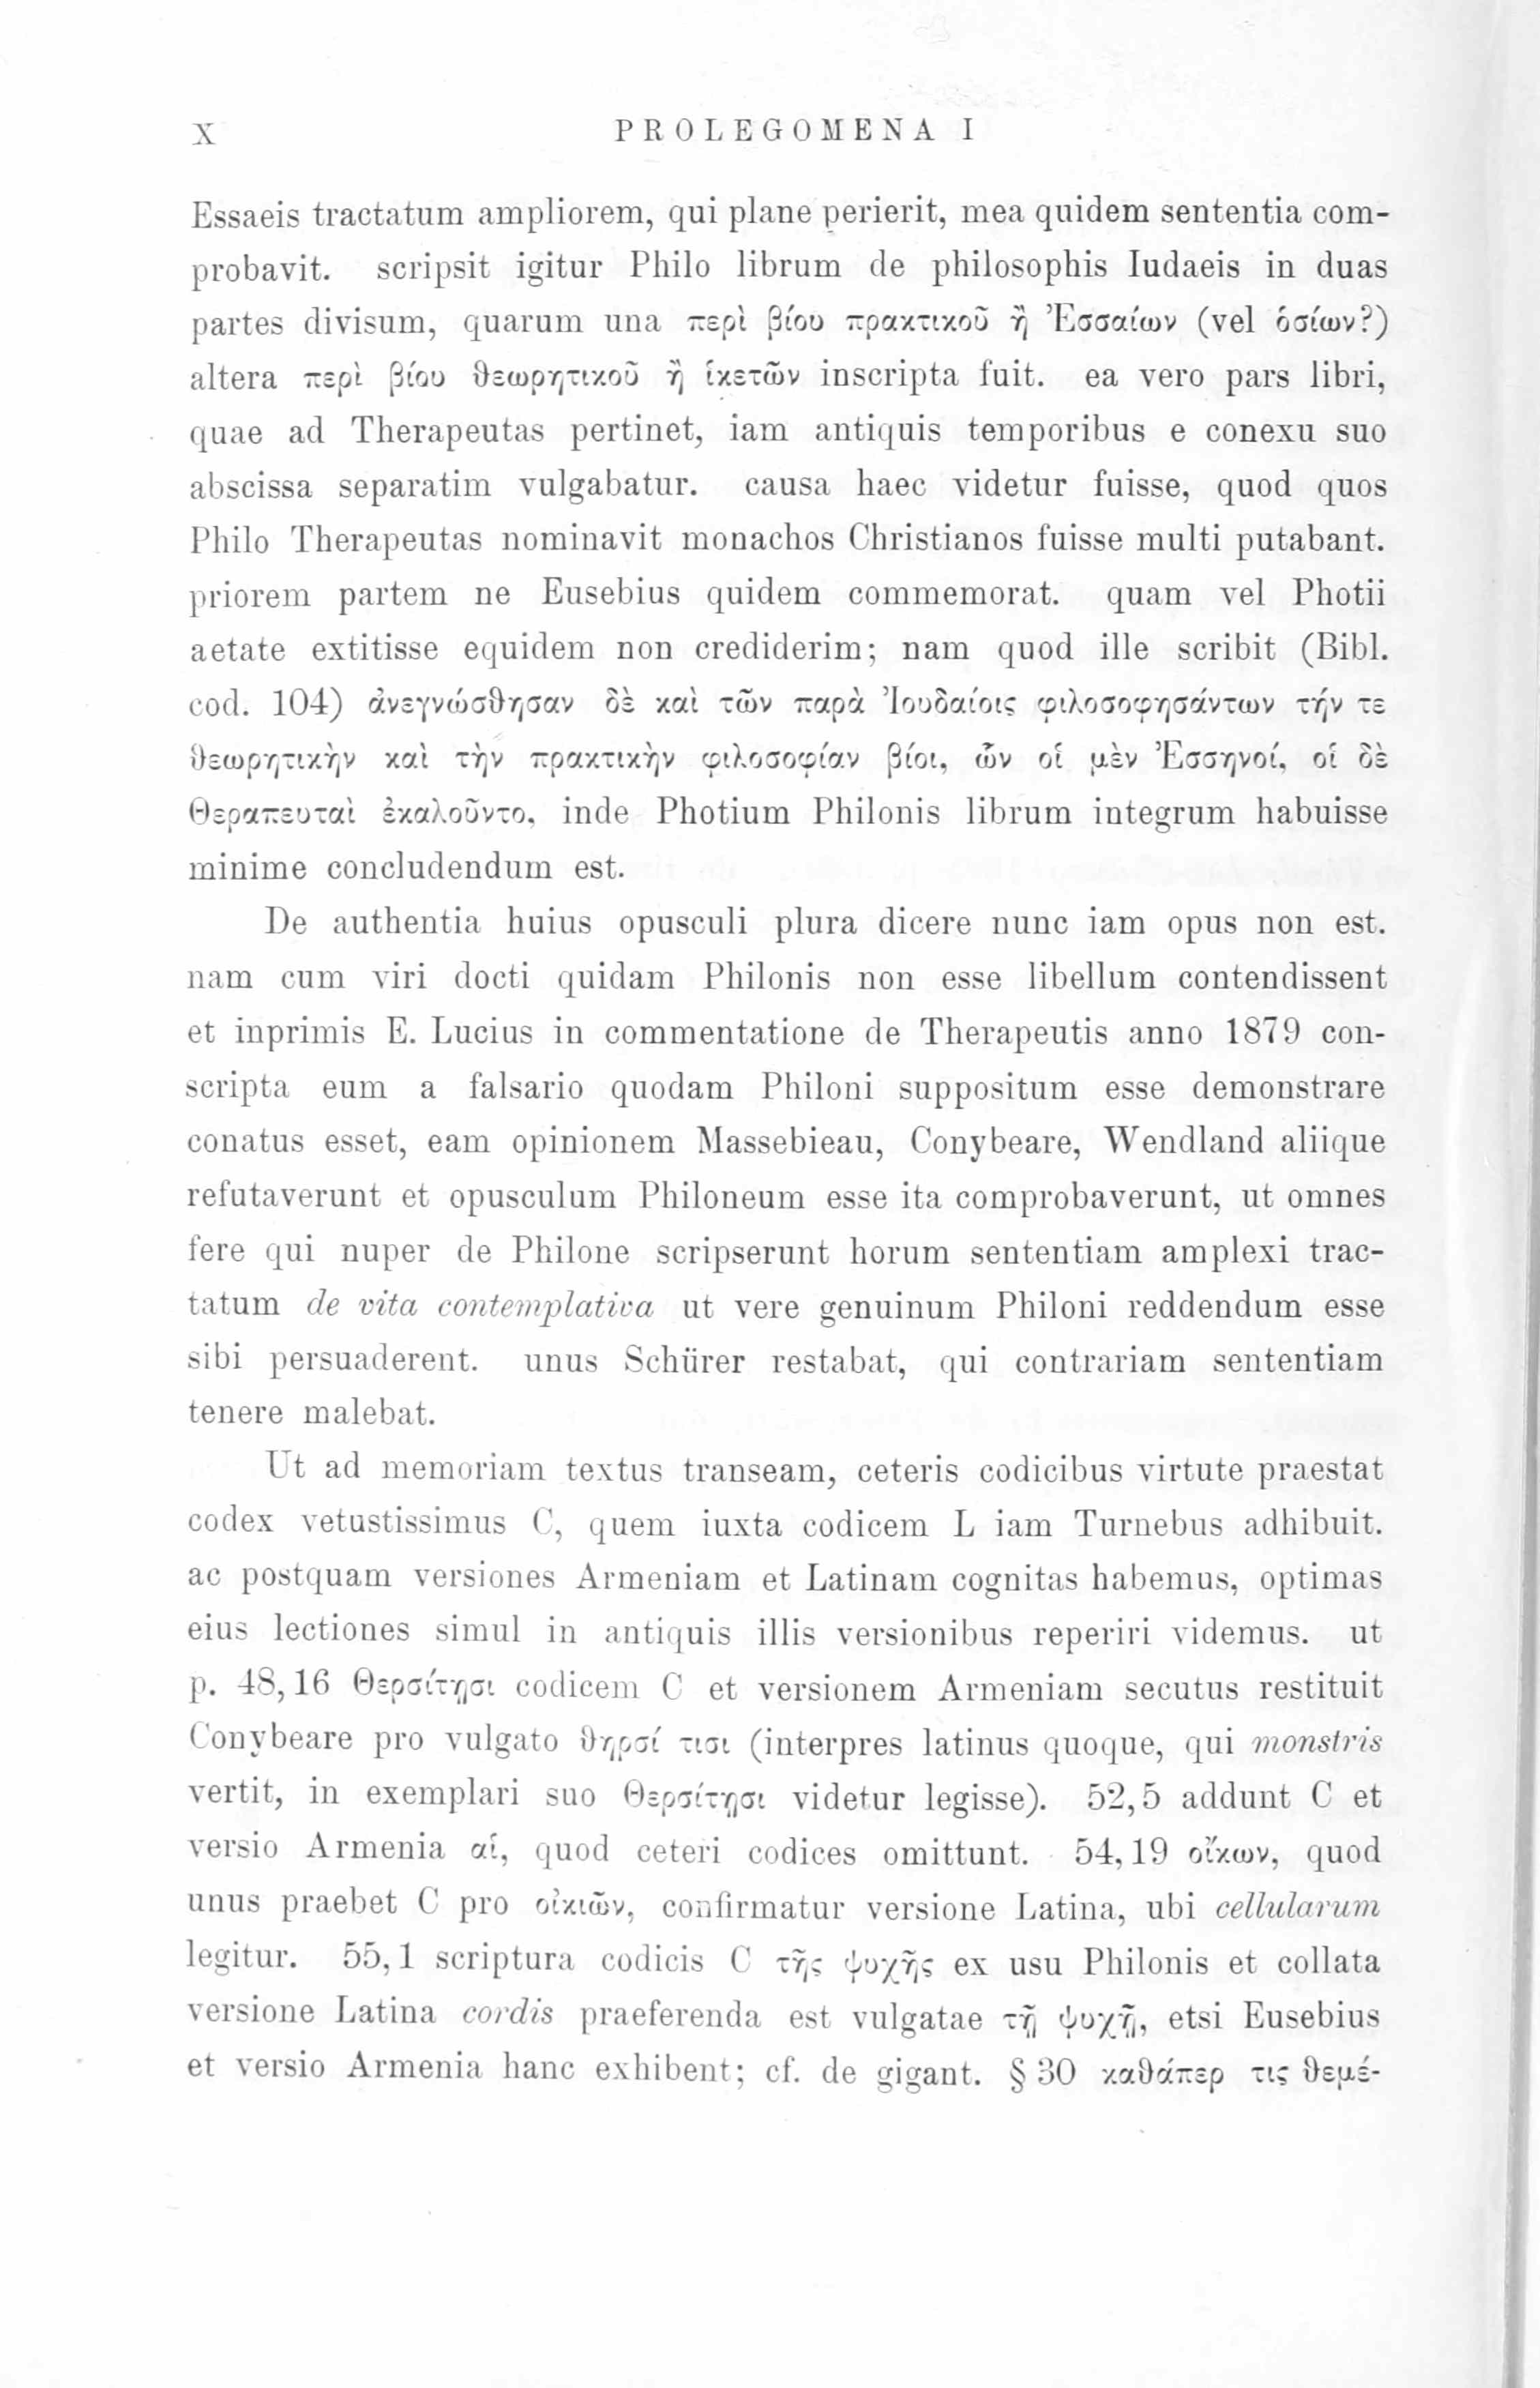 X
PROLEGOMENA I
Essaeis tractatum ampliorem, qui plane perierit, mea quidem sententia com-
probavit. scripsit igitur Philo librum de philosophis Iudaeis in duas
partes divisum, quarum una περὶ βίου πρακτικοῦ ἢ Ἐσσαίων (vel ὁσίων?)
altera περὶ βίου θεωρητικοῦ ἢ ἱκετῶν inscripta fuit. ea vero pars libri,
quae ad Therapeutas pertinet, iam antiquis temporibus e conexu suo
abscissa separatim vulgabatur. causa haec videtur fuisse, quod quos
Philo Therapeutas nominavit monachos Christianos fuisse multi putabant.
priorem partem ne Eusebius quidem commemorat. quam vel Photii
aetate extitisse equidem non crediderim; nam quod ille scribit (Bibl.
cod. 104) ἀνεγνώσθησαν δὲ καὶ τῶν παρὰ Ἰουδαίοις φιλοσοφησάντων τήν τε
θεωρητικὴν καὶ τὴν πρακτικὴν φιλοσοφίαν βίοι, ὧν οἱ μὲν Ἐσσηνοί, οἱ δὲ
Θεραπευταὶ ἐκαλοῦντο, inde Photium Philonis librum integrum habuisse
minime concludendum est.
De authentia huius opusculi plura dicere nunc iam opus non est.
nam cum viri docti quidam Philonis non esse libellum contendissent
et inprimis E. Lucius in commentatione de Therapeutis anno 1879 con-
scripta eum a falsario quodam Philoni suppositum esse demonstrare
conatus esset, eam opinionem Massebieau, Conybeare, Wendland aliique
refutaverunt et opusculum Philoneum esse ita comprobaverunt, ut omnes
fere qui nuper de Philone scripserunt horum sententiam amplexi trac-
tatum de vita contemplativa ut vere genuinum Philoni reddendum esse
sibi persuaderent. unus Schürer restabat, qui contrariam sententiam
tenere malebat.
Ut ad memoriam textus transeam, ceteris codicibus virtute praestat
codex vetustissimus C, quem iuxta codicem L iam Turnebus adhibuit.
ac postquam versiones Armeniam et Latinam cognitas habemus, optimas
eius lectiones simul in antiquis illis versionibus reperiri videmus. ut
p. 48,16 Θερσίτῃσι codicem C et versionem Armeniam secutus restituit
Conybeare pro vulgato θηρσί τισι (interpres latinus quoque, qui monstris
vertit, in exemplari suo Θερσίτῃσι videtur legisse). 52,5 addunt C et
versio Armenia αἱ, quod ceteri codices omittunt. 54,19 οἴκων, quod
unus praebet C pro οἰκιῶν, confirmatur versione Latina, ubi cellularum
legitur. 55,1 scriptura codicis C τῆς ψυχῆς ex usu Philonis et collata
versione Latina cordis praeferenda est vulgatae τῇ ψυχῇ, etsi Eusebius
et versio Armenia hanc exhibent; cf. de gigant. § 30 καθάπερ τις θεμέ-